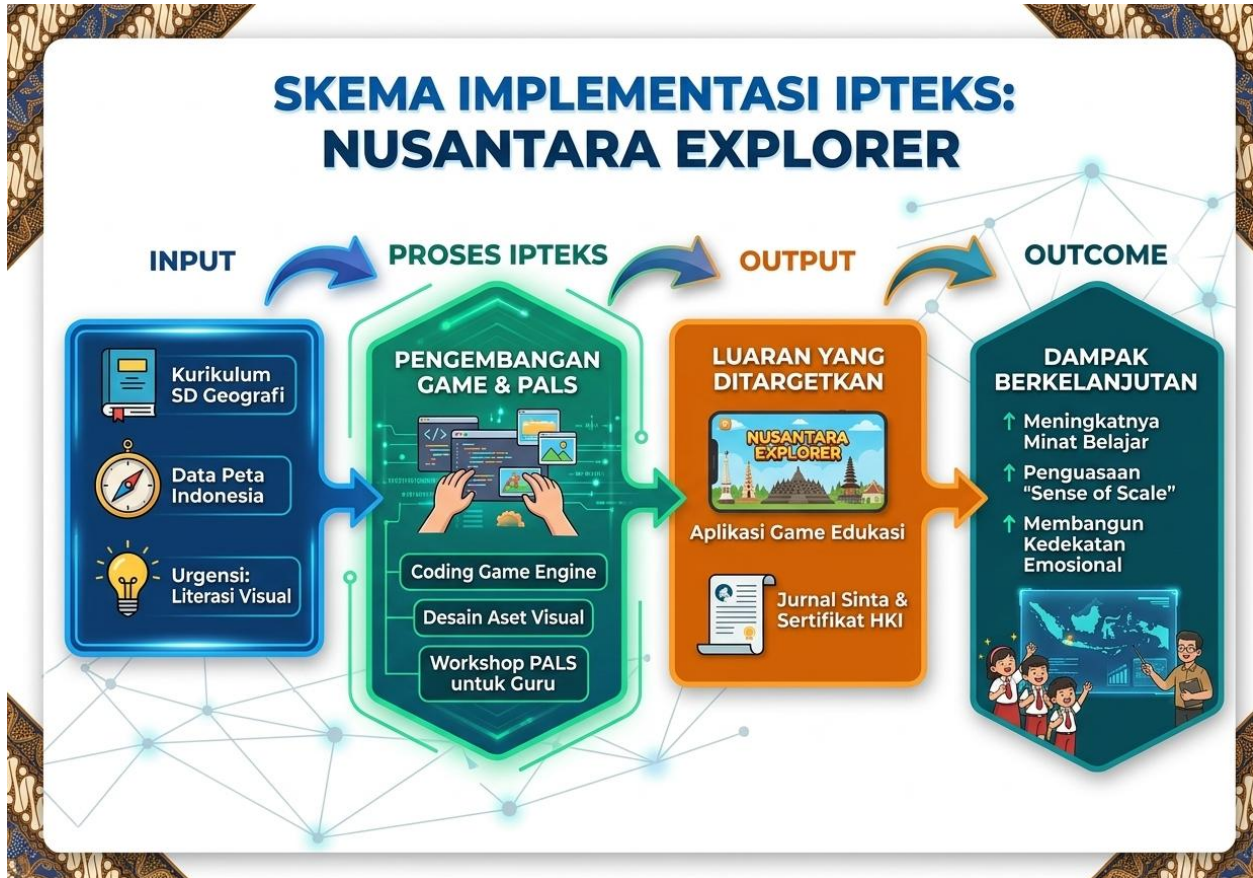 SKEMA IMPLEMENTASI IPTEKS:
NUSANTARA EXPLORER
INPUT
Kurikulum
SD Geografi
Data Peta
Indonesia
Urgensi:
Literasi Visual
PROSES IPTEKS
PENGEMBANGAN
GAME & PALS
</>
Coding Game Engine
Desain Aset Visual
Workshop PALS
untuk Guru
OUTPUT
LUARAN YANG
DITARGETKAN
NUSANTARA
EXPLORER
Aplikasi Game Edukasi
Jurnal Sinta &
Sertifikat HKI
OUTCOME
DAMPAK
BERKELANJUTAN
↑ Meningkatnya
Minat Belajar
↑ Penguasaan
“Sense of Scale”
↑ Membangun
Kedekatan
Emosional